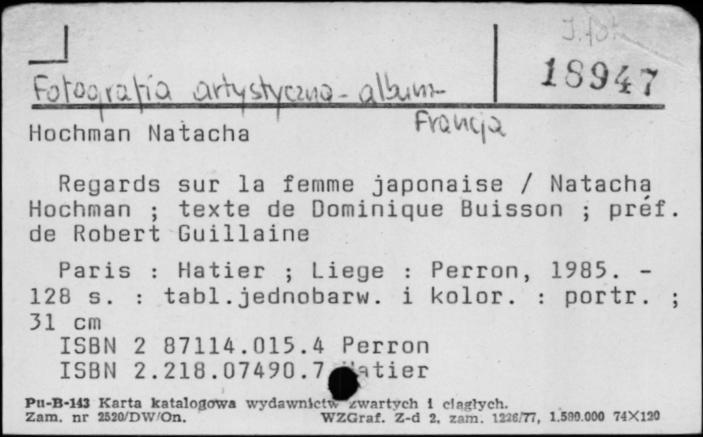 18947
Fotografia artystyczna - album -
Francja
Hochman Natacha
Regards sur la femme japonaise / Natacha
Hochman ; texte de Dominique Buisson ; préf.
de Robert Guillaine
Paris : Hatier ; Liege : Perron, 1985. -
128 s. : tabl.jednobarw. i kolor. : portr. ;
31 cm
ISBN 2 87114.015.4 Perron
ISBN 2.218.07490.7 Hatier
Pu-B-143 Karta katalogowa wydawnictw zwartych i ciągłych.
Zam. nr 2520/DW/On. WZGraf. Z-d 2, zam. 1226/77, 1.500.000 74X120